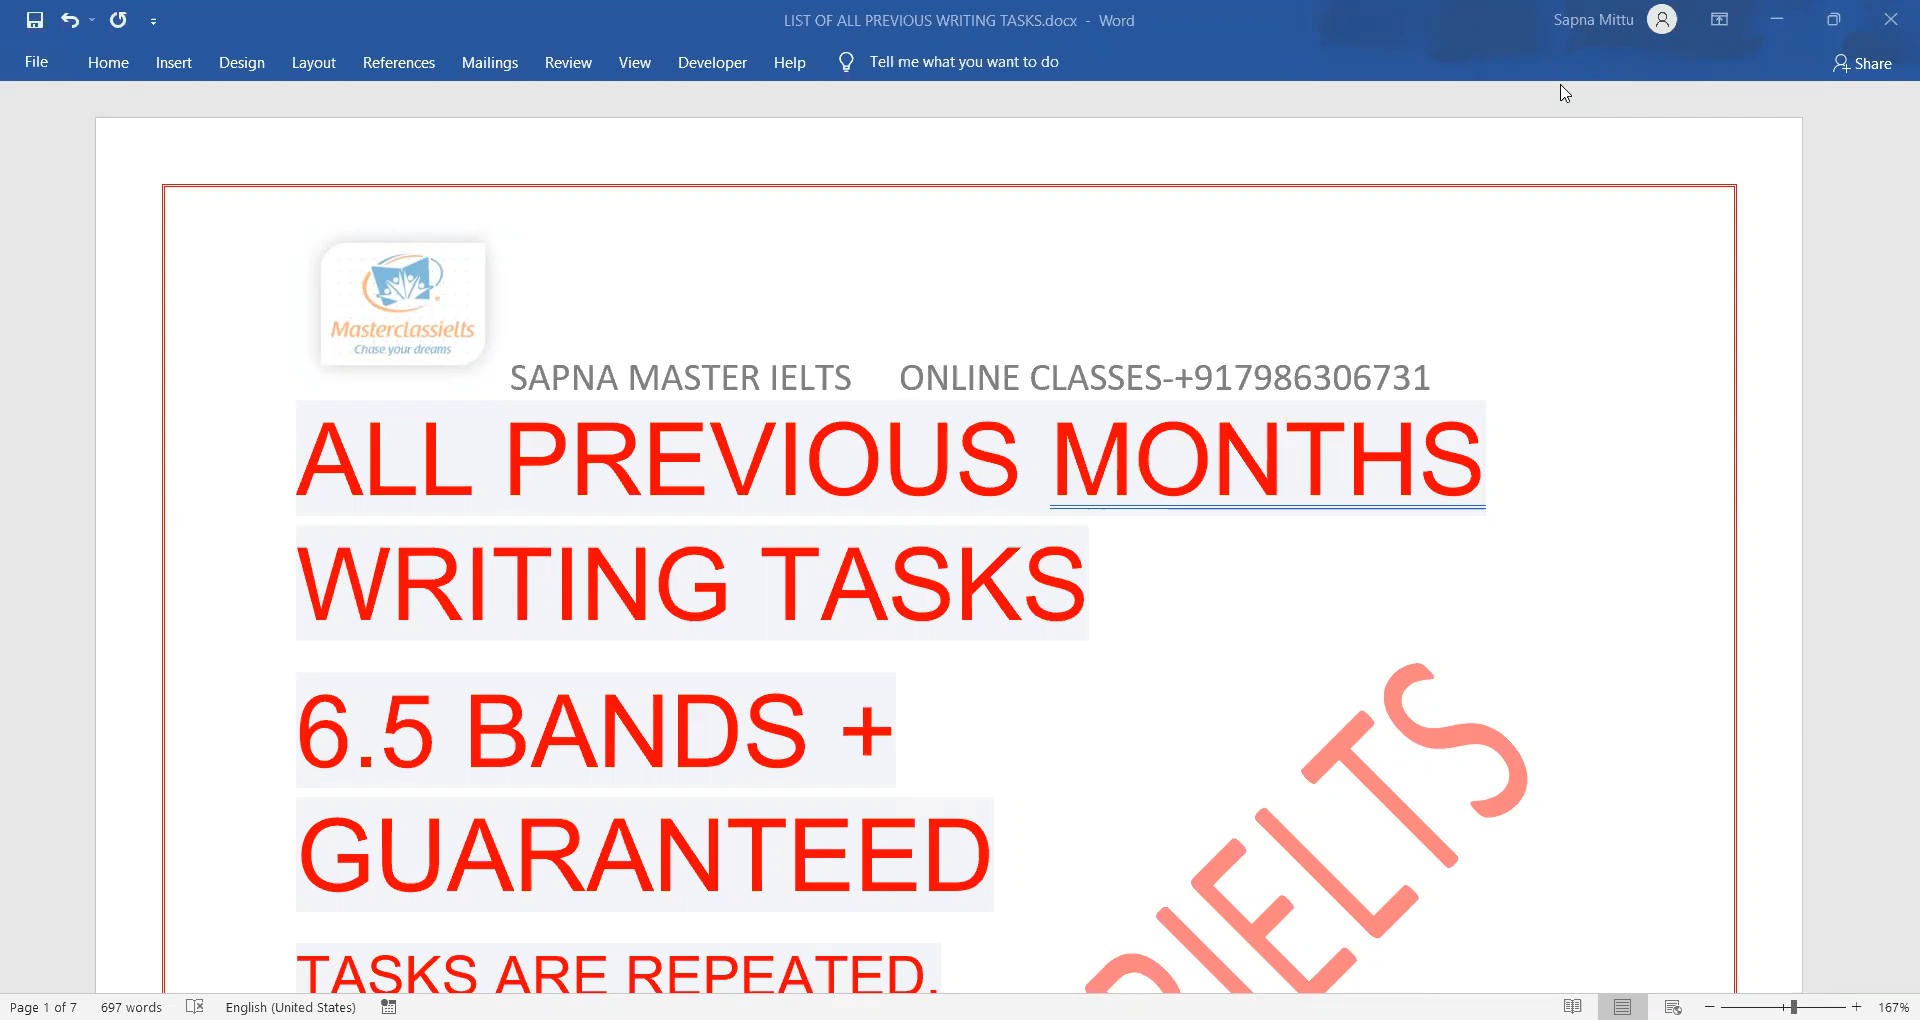 LIST OF ALL PREVIOUS WRITING TASKS.docx - Word
Sapna Mittu
File Home Insert Design Layout References Mailings Review View Developer Help Tell me what you want to do
Share
Masterclassielts
Chase your dreams
SAPNA MASTER IELTS ONLINE CLASSES-+917986306731
ALL PREVIOUS MONTHS
WRITING TASKS
6.5 BANDS +
GUARANTEED
TASKS ARE REPEATED.
R IELTS
Page 1 of 7 697 words English (United States) 167%